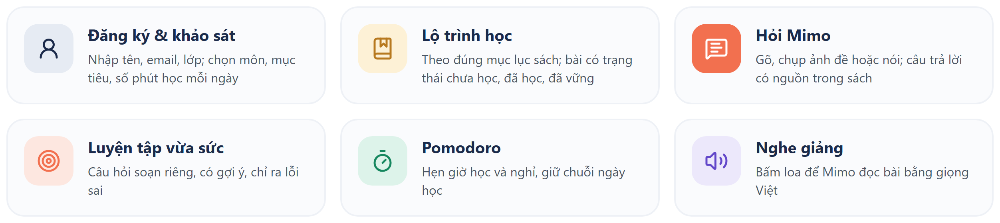 Đăng ký & khảo sát
Nhập tên, email, lớp; chọn môn, mục
tiêu, số phút học mỗi ngày
Lộ trình học
Theo đúng mục lục sách; bài có trạng
thái chưa học, đã học, đã vững
Hỏi Mimo
Gõ, chụp ảnh đề hoặc nói; câu trả lời
có nguồn trong sách
Luyện tập vừa sức
Câu hỏi soạn riêng, có gợi ý, chỉ ra lỗi
sai
Pomodoro
Hẹn giờ học và nghỉ, giữ chuỗi ngày
học
Nghe giảng
Bấm loa để Mimo đọc bài bằng giọng
Việt